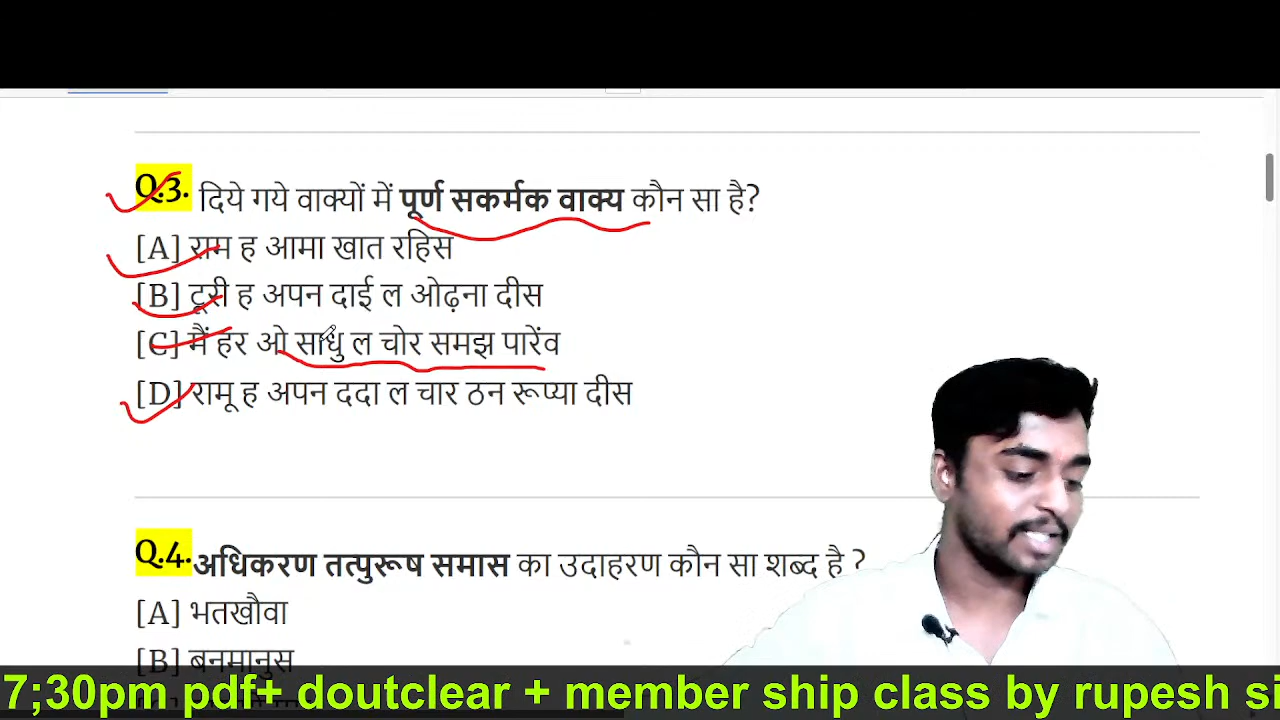 Q.3. दिये गये वाक्यों में पूर्ण सकर्मक वाक्य कौन सा है?
[A] राम ह आमा खात रहिस
[B] टूरी ह अपन दाई ल ओढ़ना दीस
[C] मैं हर ओ साधु ल चोर समझ पारेंव
[D] रामू ह अपन ददा ल चार ठन रूप्या दीस
Q.4. अधिकरण तत्पुरूष समास का उदाहरण कौन सा शब्द है ?
[A] भतखौवा
[B] बनमानुस
7;30pm pdf+ doutclear + member ship class by rupesh si